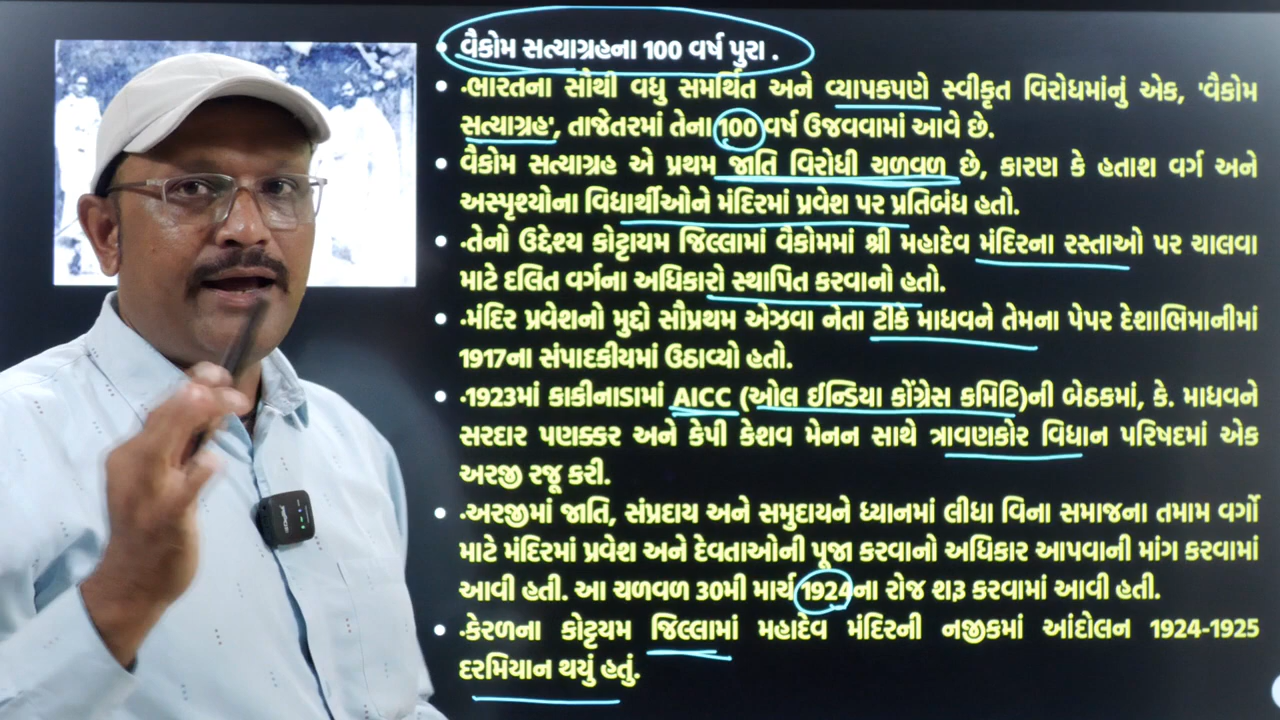 • વૈકોમ સત્યાગ્રહના 100 વર્ષ પુરા .
• .ભારતના સૌથી વધુ સમર્થિત અને વ્યાપકપણે સ્વીકૃત વિરોધમાંનું એક, 'વૈકોમ
સત્યાગ્રહ', તાજેતરમાં તેના 100 વર્ષ ઉજવવામાં આવે છે.
• વૈકોમ સત્યાગ્રહ એ પ્રથમ જાતિ વિરોધી ચળવળ છે, કારણ કે હતાશ વર્ગ અને
અસ્પૃશ્યોના વિધાર્થીઓને મંદિરમાં પ્રવેશ પર પ્રતિબંધ હતો.
• .તેનો ઉદ્દેશ્ય કોટ્ટાયમ જિલ્લામાં વૈકોમમાં શ્રી મહાદેવ મંદિરના રસ્તાઓ પર ચાલવા
માટે દલિત વર્ગના અધિકારો સ્થાપિત કરવાનો હતો.
• .મંદિર પ્રવેશનો મુદ્દો સૌપ્રથમ એઝવા નેતા ટીકે માધવને તેમના પેપર દેશાભિમાનીમાં
1917ના સંપાદકીયમાં ઉઠાવ્યો હતો.
• .1923માં કાકીનાડામાં AICC (ઓલ ઈન્ડિયા કોંગ્રેસ કમિટિ)ની બેઠકમાં, કે. માધવને
સરદાર પણક્કર અને કેપી કેશવ મેનન સાથે ત્રાવણકોર વિધાન પરિષદમાં એક
અરજી રજૂ કરી.
• .અરજીમાં જાતિ, સંપ્રદાય અને સમુદાયને ધ્યાનમાં લીધા વિના સમાજના તમામ વર્ગો
માટે મંદિરમાં પ્રવેશ અને દેવતાઓની પૂજા કરવાનો અધિકાર આપવાની માંગ કરવામાં
આવી હતી. આ ચળવળ 30મી માર્ચ 1924ના રોજ શરૂ કરવામાં આવી હતી.
• .કેરળના કોટ્ટયમ જિલ્લામાં મહાદેવ મંદિરની નજીકમાં આંદોલન 1924-1925
દરમિયાન થયું હતું.